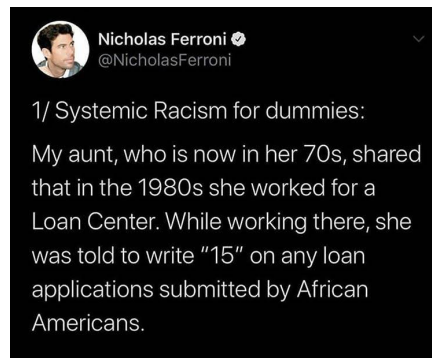 Nicholas Ferroni
@NicholasFerroni
1/ Systemic Racism for dummies:
My aunt, who is now in her 70s, shared
that in the 1980s she worked for a
Loan Center. While working there, she
was told to write “15” on any loan
applications submitted by African
Americans.